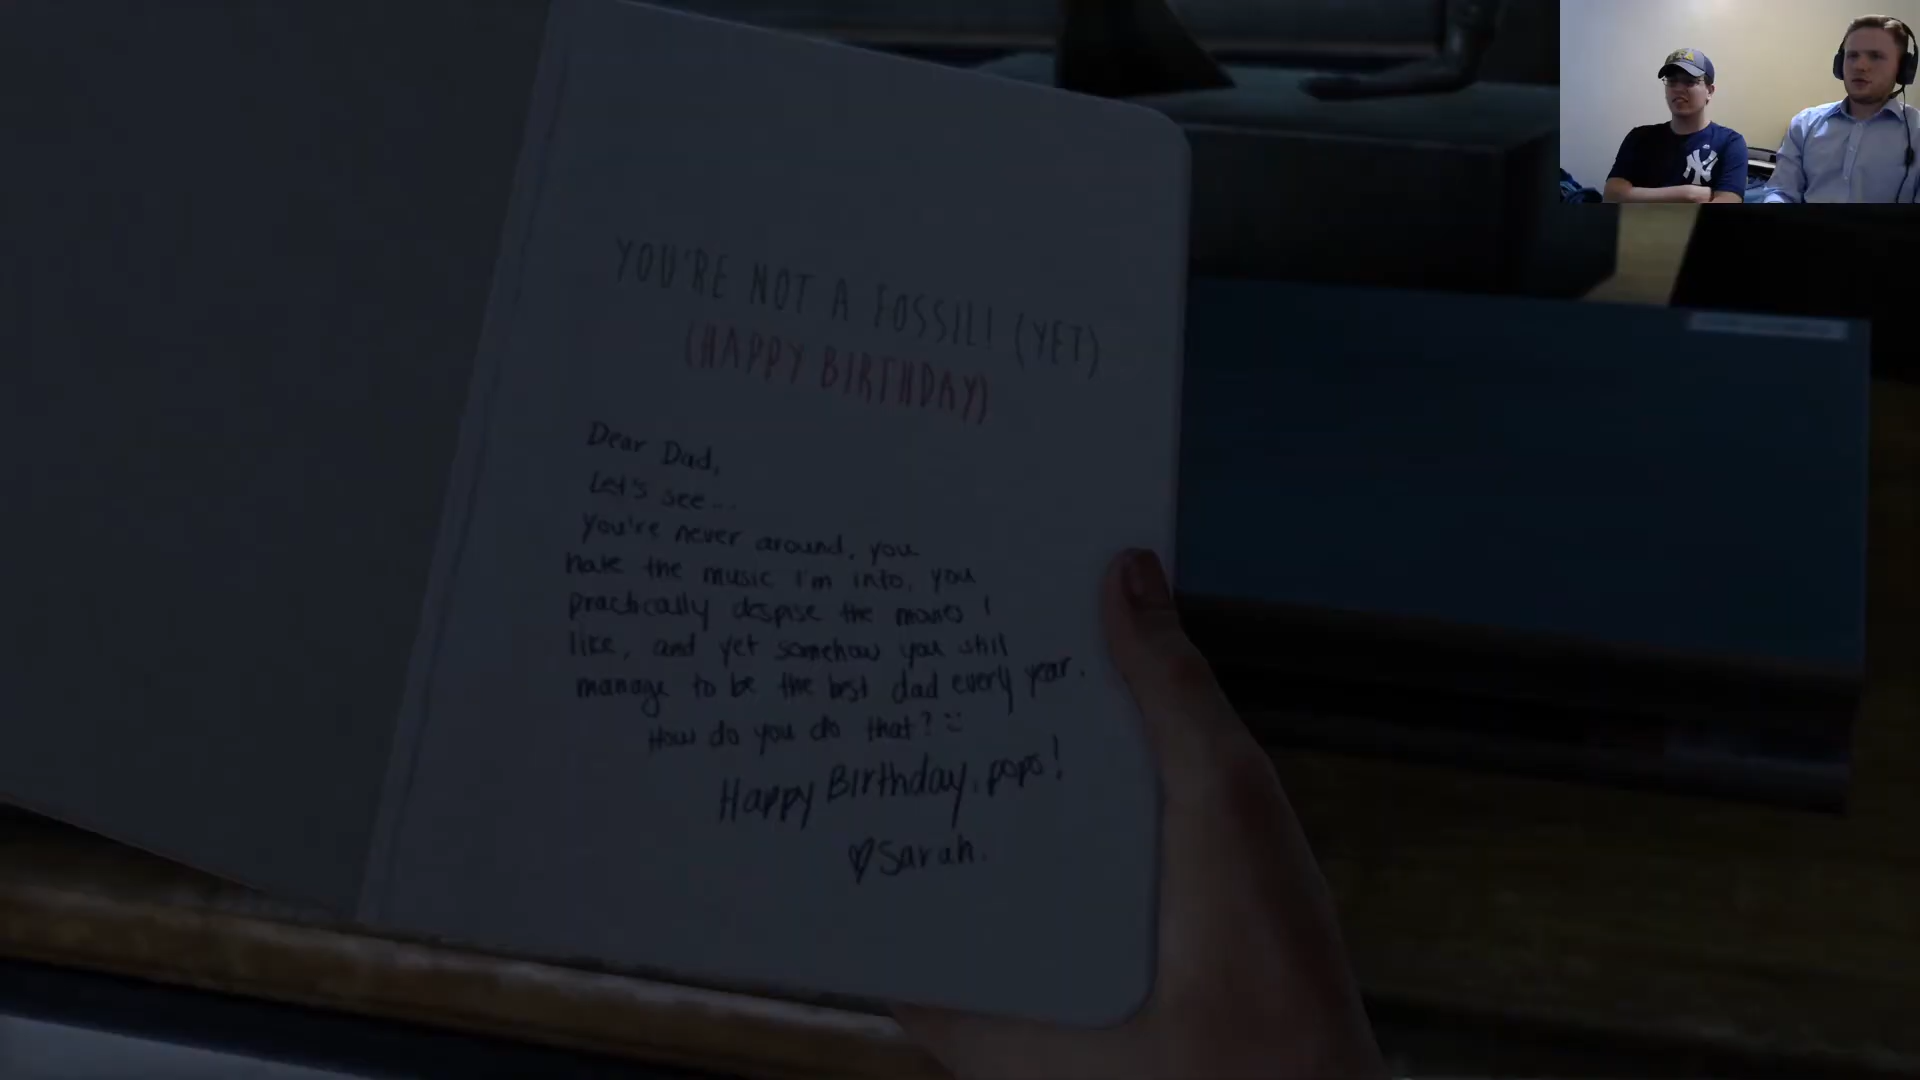 YOU'RE NOT A FOSSIL! (YET)
(HAPPY BIRTHDAY)
Dear Dad,
Let's see...
you're never around, you
hate the music I'm into, you
practically despise the movies I
like, and yet somehow you still
manage to be the best dad every year.
How do you do that? :)
Happy Birthday, papa!
♡ Sarah.
NY